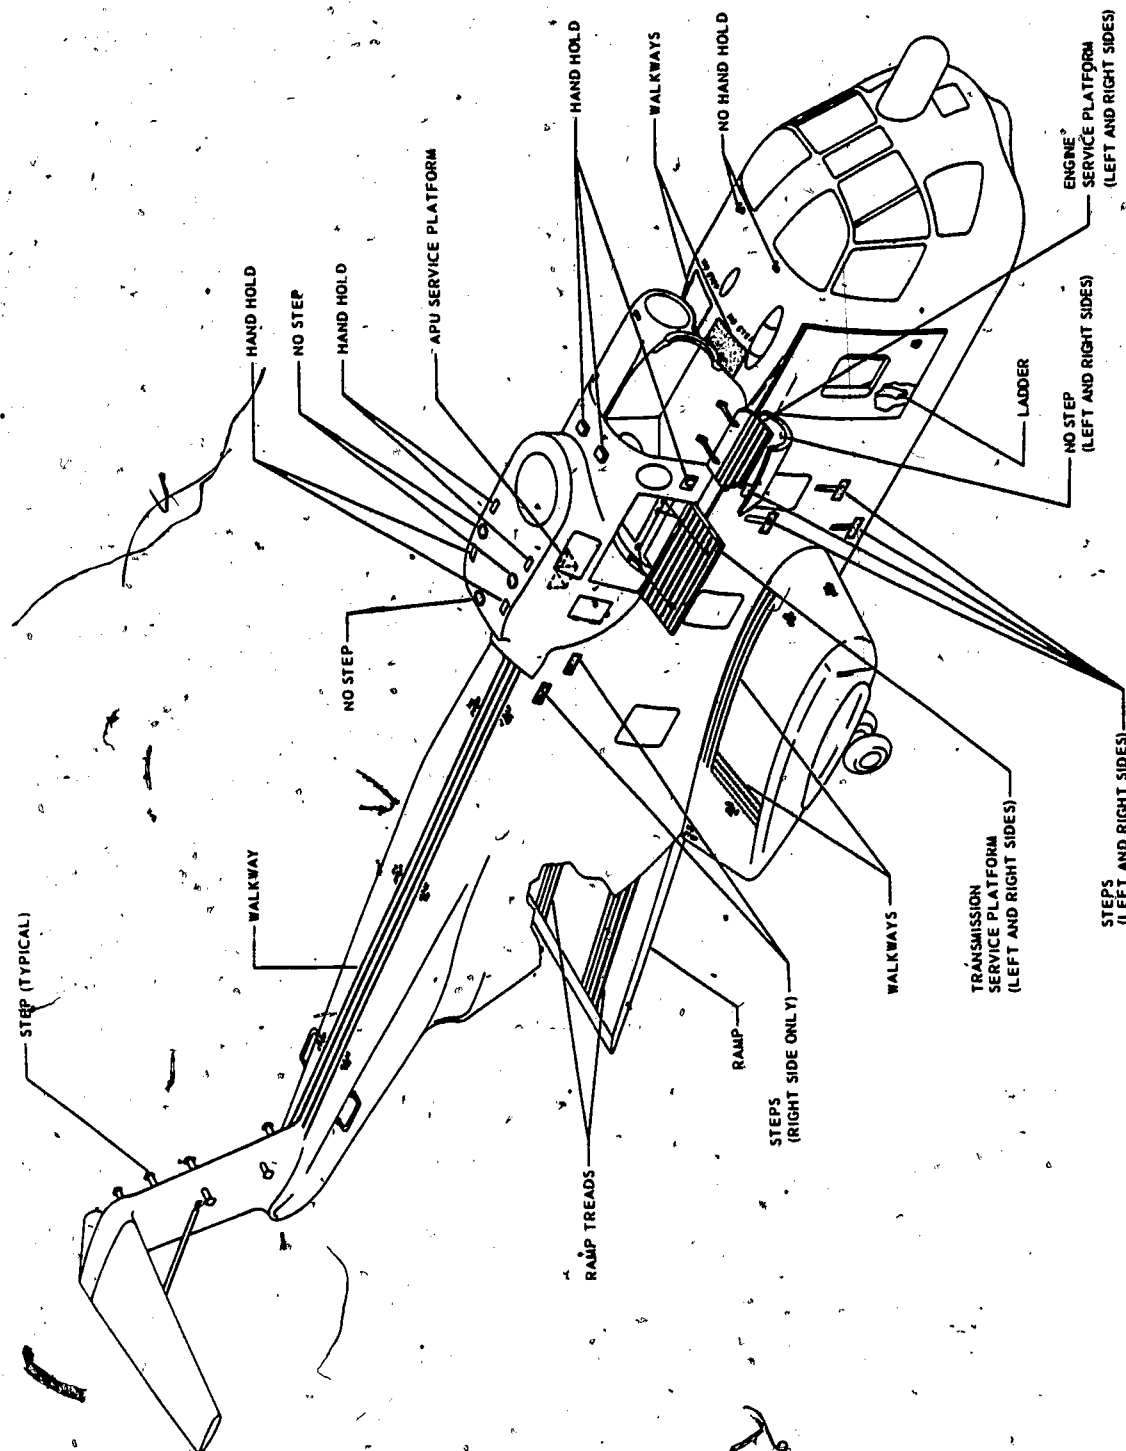 STEP (TYPICAL)
WALKWAY
NO STEP
HAND HOLD
NO STEP
HAND HOLD
APU SERVICE PLATFORM
HAND HOLD
WALKWAYS
NO HAND HOLD
ENGINE
SERVICE PLATFORM
(LEFT AND RIGHT SIDES)
NO STEP
(LEFT AND RIGHT SIDES)
LADDER
STEPS
(LEFT AND RIGHT SIDES)
TRANSMISSION
SERVICE PLATFORM
(LEFT AND RIGHT SIDES)
WALKWAYS
STEPS
(RIGHT SIDE ONLY)
RAMP
RAMP TREADS
NO STEP